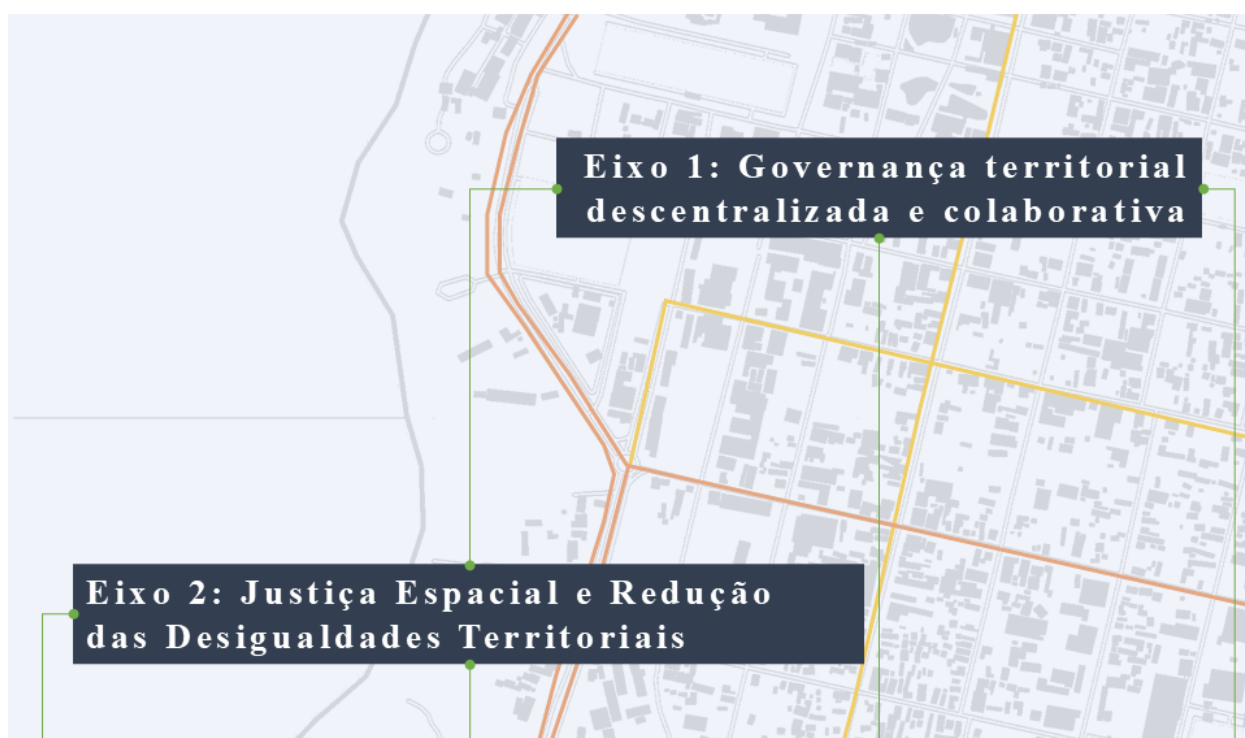 Eixo 1: Governança territorial
descentralizada e colaborativa
Eixo 2: Justiça Espacial e Redução
das Desigualdades Territoriais